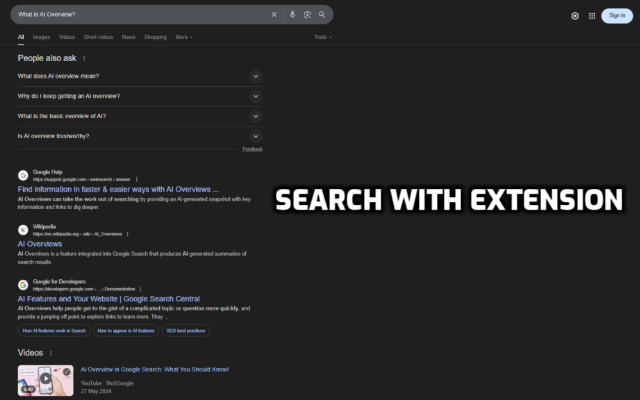 What is AI Overview?
Sign in
All Images Videos Short videos News Shopping More Tools
People also ask
What does AI overview mean?
Why do I keep getting an AI overview?
What is the basic overview of AI?
Is AI overview trustworthy?
Feedback
Google Help
https://support.google.com › websearch › answer
Find information in faster & easier ways with AI Overviews ...
AI Overviews can take the work out of searching by providing an AI-generated snapshot with key
information and links to dig deeper.
SEARCH WITH EXTENSION
Wikipedia
https://en.wikipedia.org › wiki › AI_Overviews
AI Overviews
AI Overviews is a feature integrated into Google Search that produces AI-generated summaries of
search results.
Google for Developers
https://developers.google.com › ... › Documentation
AI Features and Your Website | Google Search Central
AI Overviews help people get to the gist of a complicated topic or question more quickly, and
provide a jumping off point to explore links to learn more. They ...
How AI features work in Search How to appear in AI features SEO best practices
Videos
6:42
AI Overview in Google Search: What You Should Know!
YouTube · 9to5Google
27 May 2024